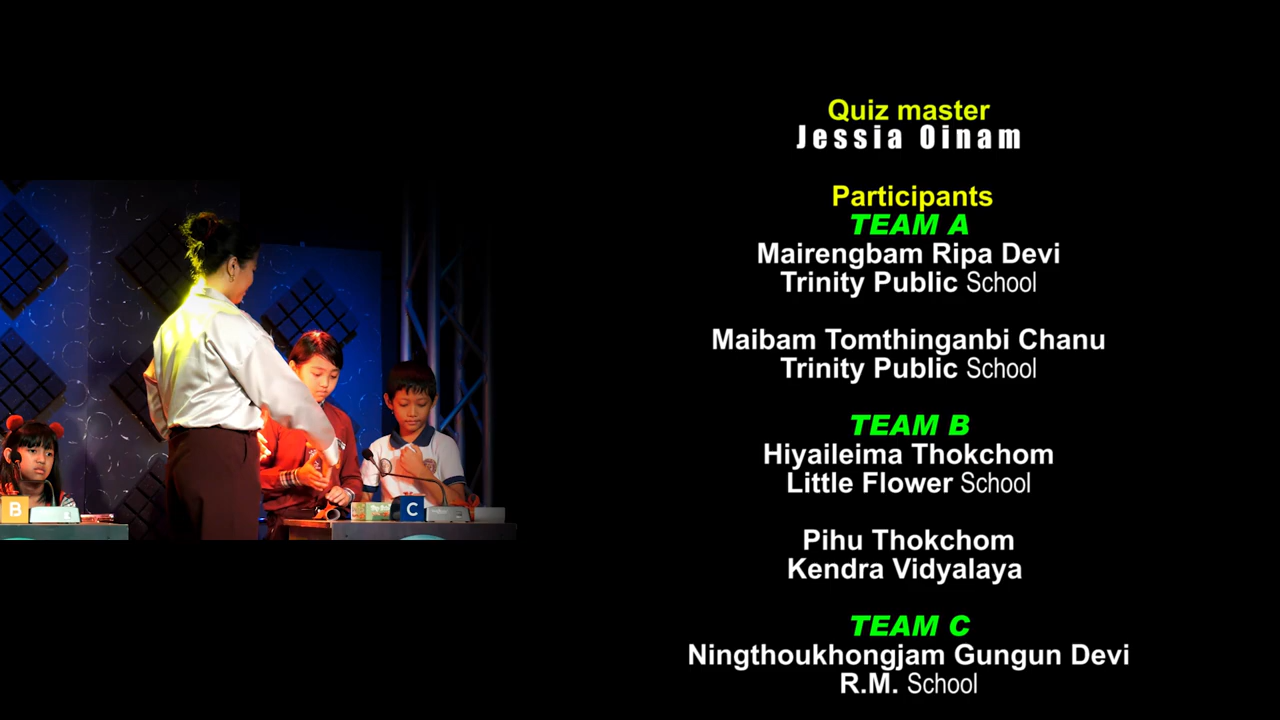 Quiz master
Jessia Oinam
Participants
TEAM A
Mairengbam Ripa Devi
Trinity Public School
Maibam Tomthinganbi Chanu
Trinity Public School
TEAM B
Hiyaileima Thokchom
Little Flower School
Pihu Thokchom
Kendra Vidyalaya
TEAM C
Ningthoukhongjam Gungun Devi
R.M. School
B
C